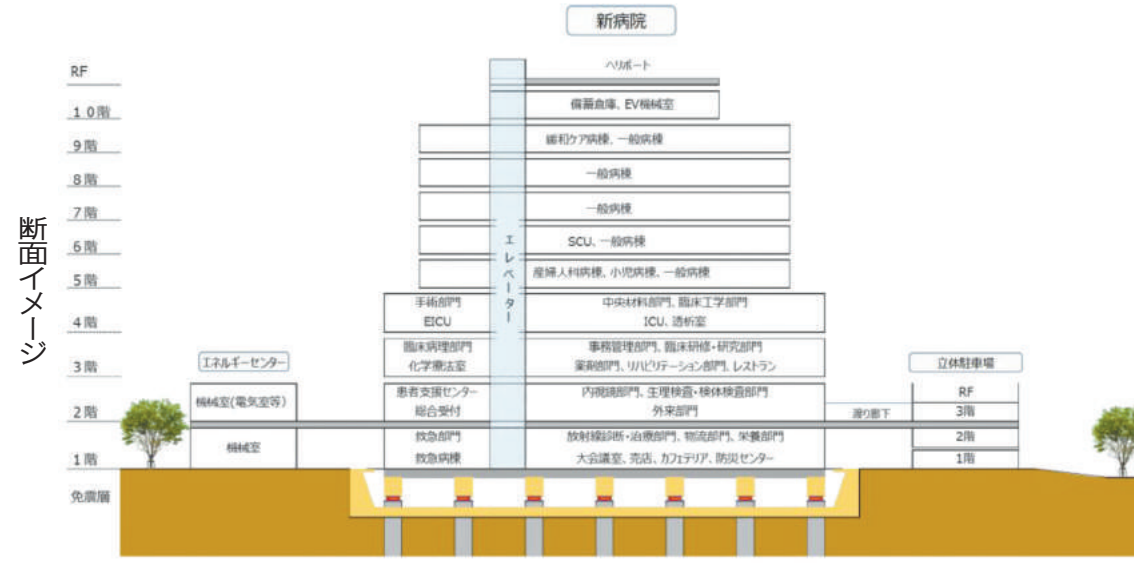 新病院
断面イメージ
RF
ヘリポート
10階
備蓄倉庫、EV機械室
9階
緩和ケア病棟、一般病棟
8階
一般病棟
7階
一般病棟
6階
SCU、一般病棟
5階
産婦人科病棟、小児病棟、一般病棟
エレベーター
4階
手術部門
EICU
中央材料部門、臨床工学部門
ICU、透析室
3階
臨床病理部門
化学療法室
事務管理部門、臨床研修・研究部門
薬剤部門、リハビリテーション部門、レストラン
エネルギーセンター
立体駐車場
2階
機械室(電気室等)
患者支援センター
総合受付
内視鏡部門、生理検査・検体検査部門
外来部門
渡り廊下
RF
3階
1階
機械室
救急部門
救急病棟
放射線診断・治療部門、物流部門、栄養部門
大会議室、売店、カフェテリア、防災センター
2階
1階
免震層